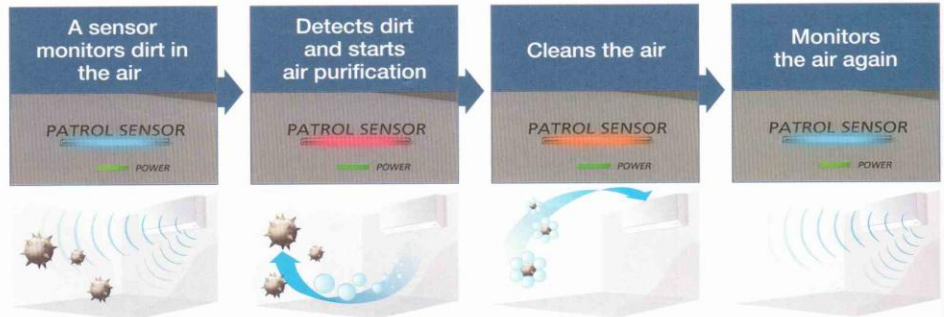 A sensor
monitors dirt in
the air
PATROL SENSOR
POWER
Detects dirt
and starts
air purification
PATROL SENSOR
POWER
Cleans the air
PATROL SENSOR
POWER
Monitors
the air again
PATROL SENSOR
POWER